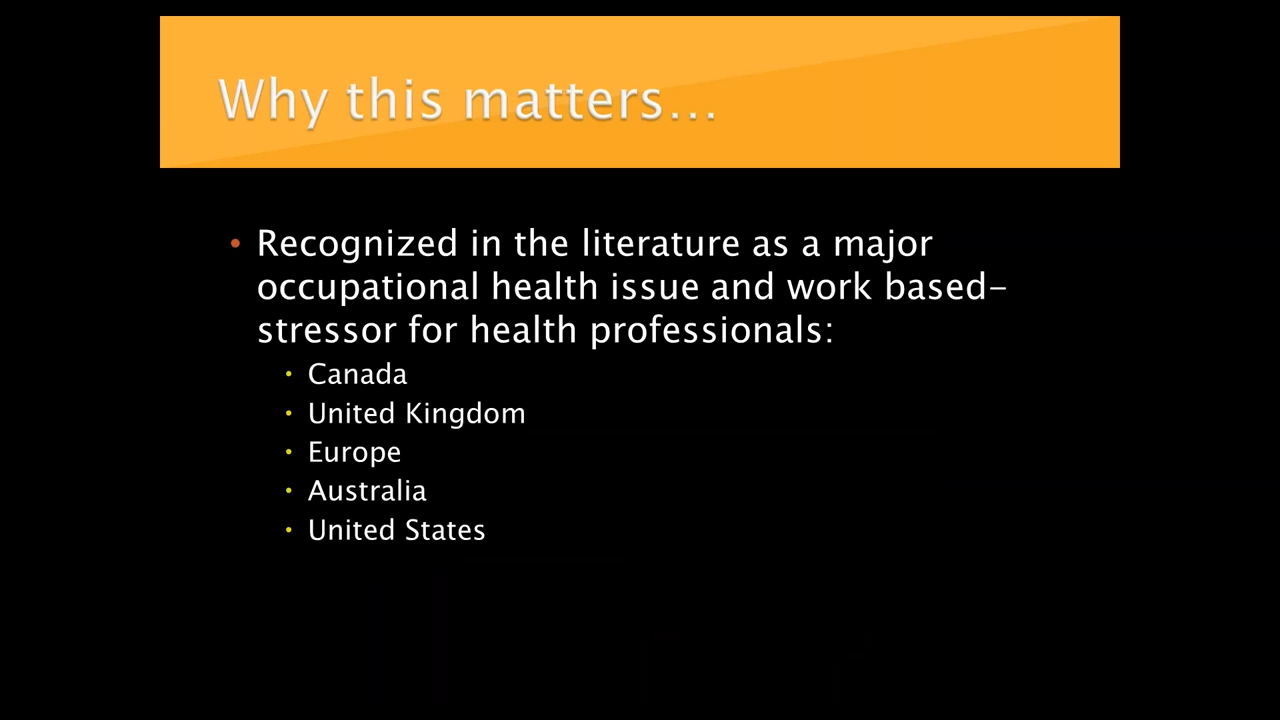 Why this matters...
Recognized in the literature as a major
occupational health issue and work based-
stressor for health professionals:
Canada
United Kingdom
Europe
Australia
United States